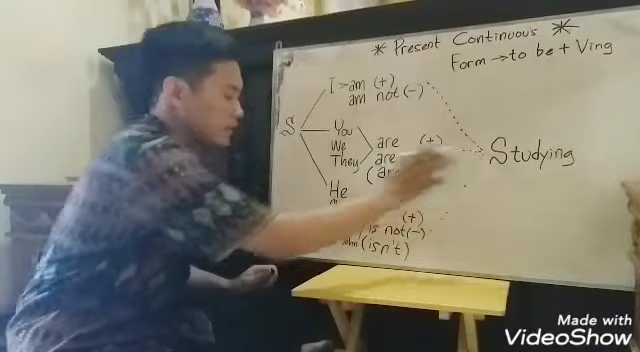 * Present Continuous *
Form → to be + Ving
I > am (+)
am not (-)
S
You
We
They
are (+)
are
He
Studying
(+)
is not (-)
John (isn't)
Made with
VideoShow